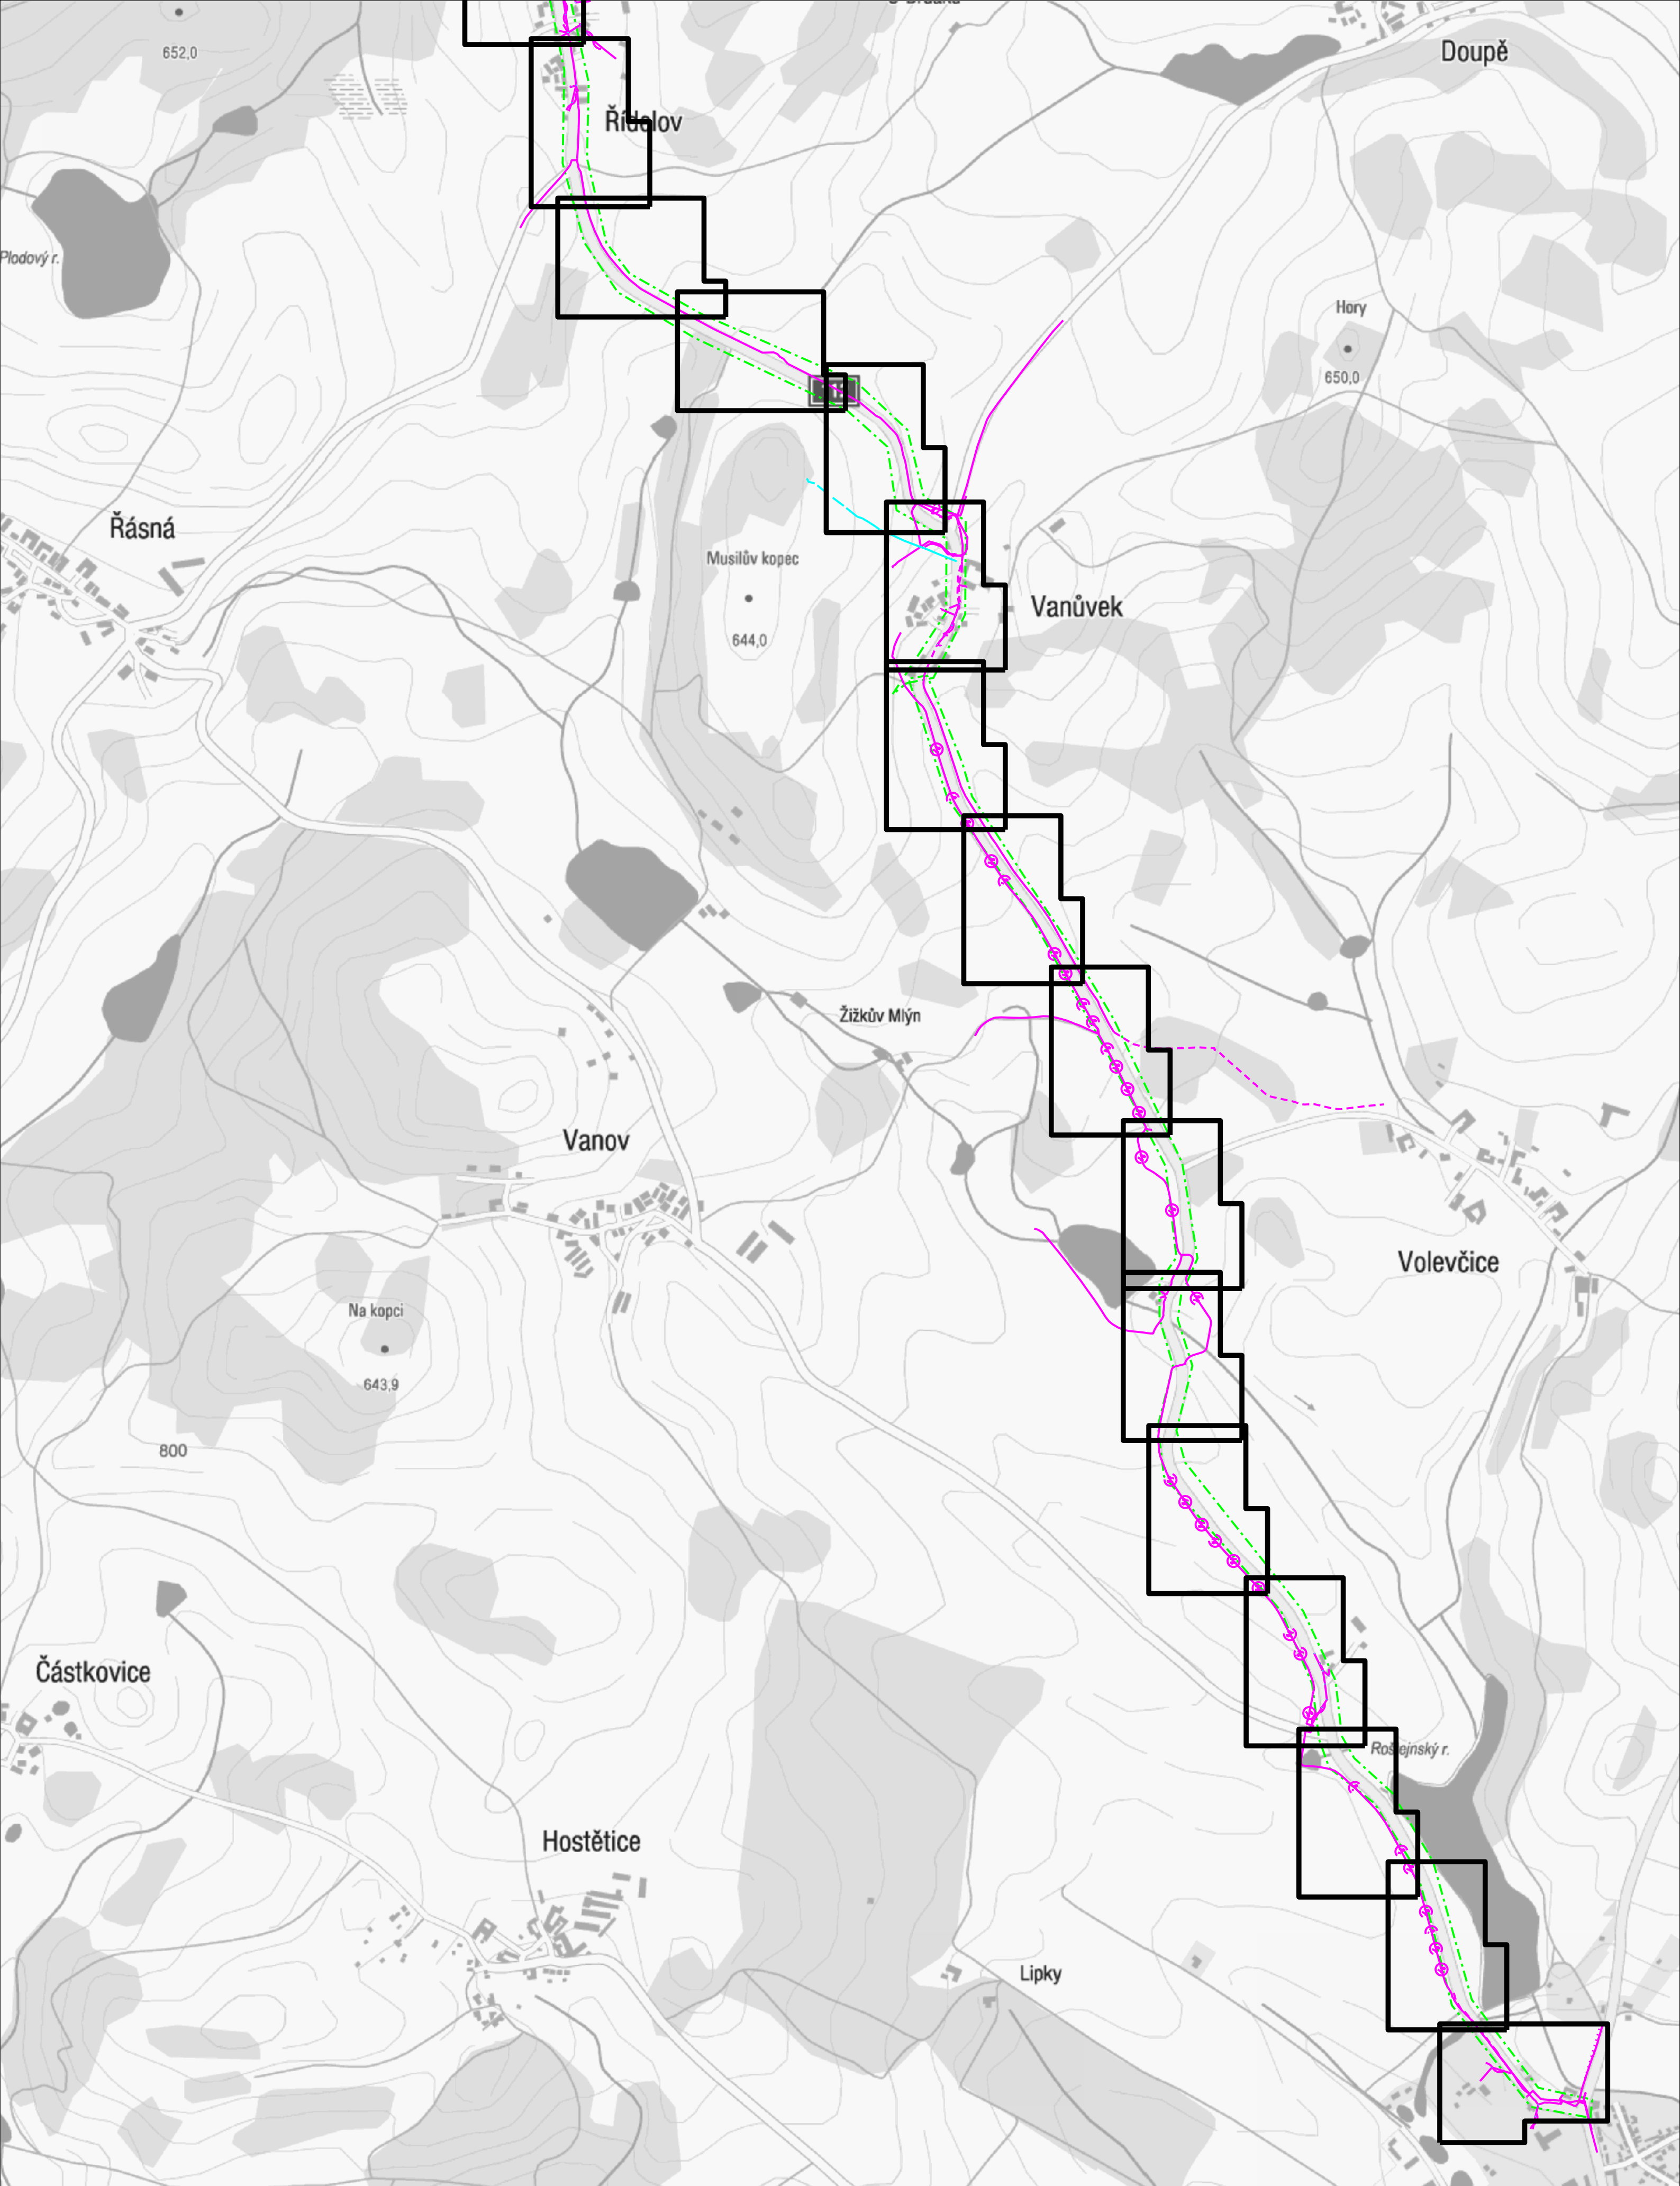 652,0
Doupě
Řídelov
Plodový r.
Hory
650,0
Řásná
Musilův kopec
644,0
Vanůvek
Žižkův Mlýn
Vanov
Volevčice
Na kopci
643,9
800
Částkovice
Hostětice
Lipky